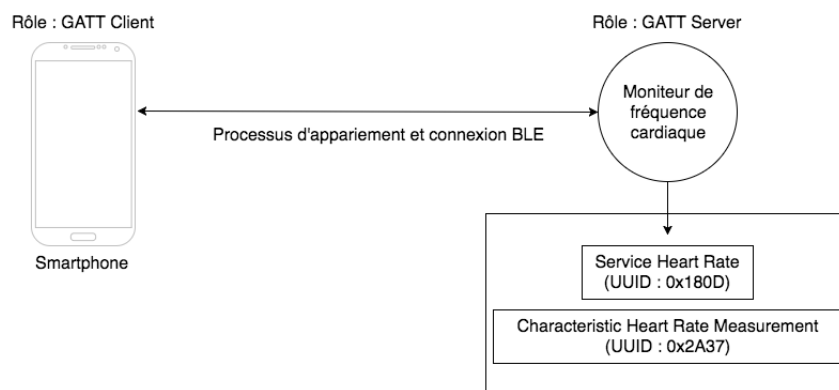 Rôle : GATT Client
Rôle : GATT Server
Moniteur de
fréquence
cardiaque
Processus d'appariement et connexion BLE
Smartphone
Service Heart Rate
(UUID : 0x180D)
Characteristic Heart Rate Measurement
(UUID : 0x2A37)